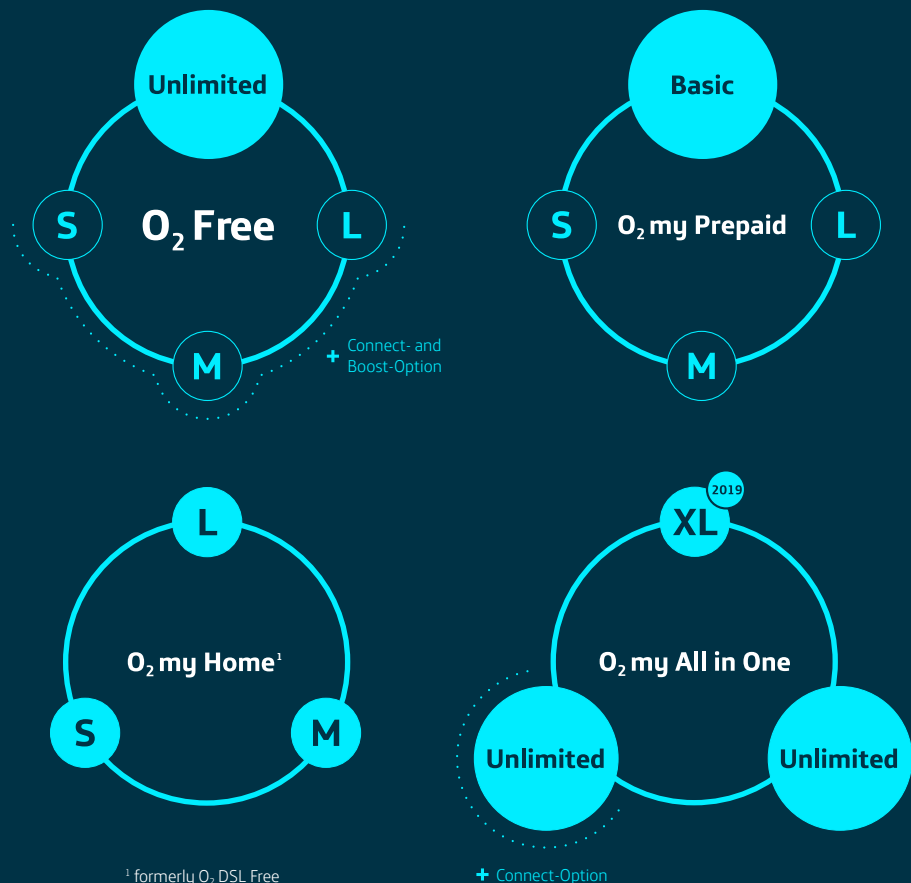 Unlimited
S
O₂ Free
L
M
+ Connect- and
Boost-Option
Basic
S
O₂ my Prepaid
L
M
L
O₂ my Home¹
S
M
2019
XL
O₂ my All in One
Unlimited
Unlimited
¹ formerly O₂ DSL Free
+ Connect-Option